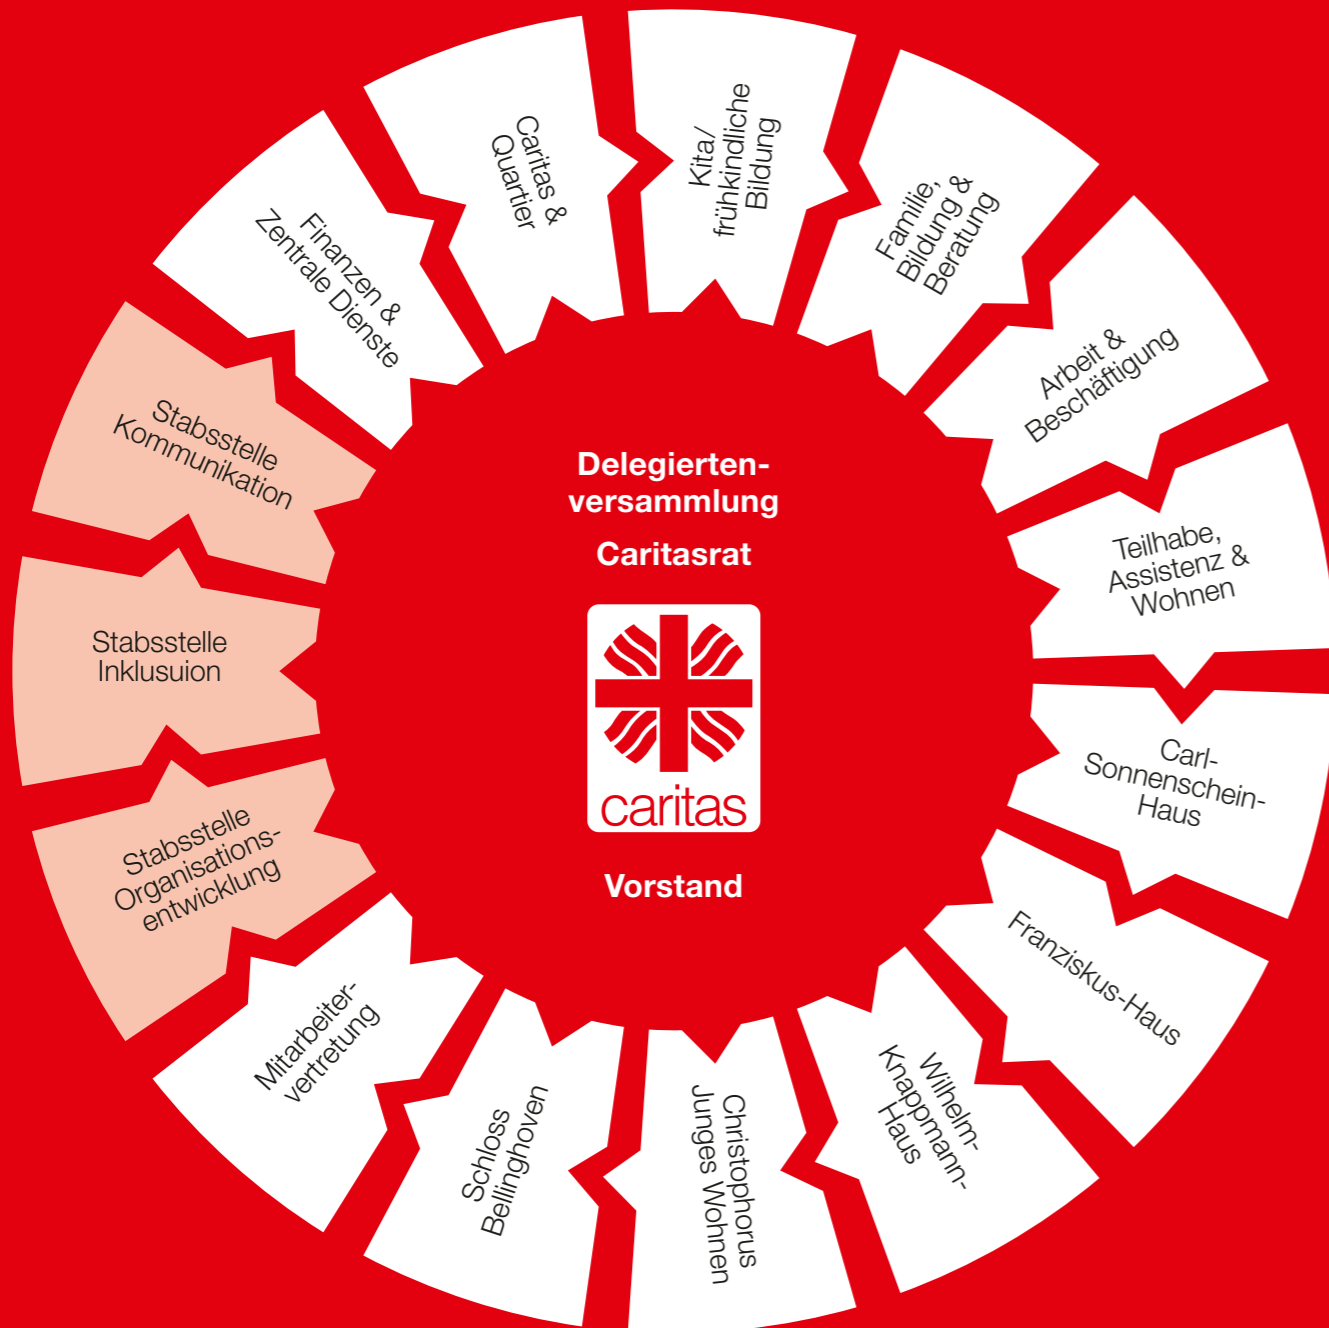 Delegierten-
versammlung
Caritasrat
caritas
Vorstand
Kita/
frühkindliche
Bildung
Familie,
Bildung &
Beratung
Arbeit &
Beschäftigung
Teilhabe,
Assistenz &
Wohnen
Carl-
Sonnenschein-
Haus
Franziskus-Haus
Wilhelm-
Knappmann-
Haus
Christophorus
Junges Wohnen
Schloss
Bellinghoven
Mitarbeiter-
vertretung
Stabsstelle
Organisations-
entwicklung
Stabsstelle
Inklusuion
Stabsstelle
Kommunikation
Finanzen &
Zentrale Dienste
Caritas &
Quartier